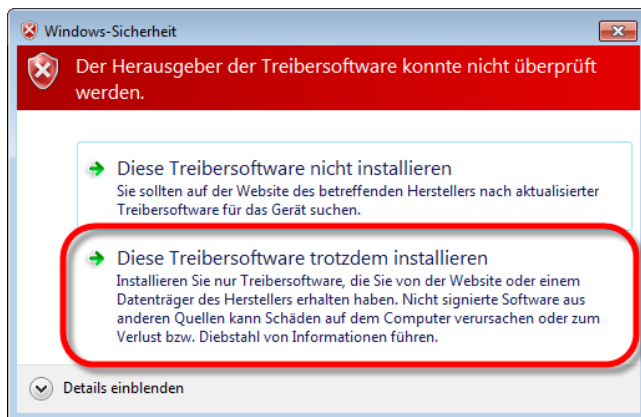 Windows-Sicherheit
Der Herausgeber der Treibersoftware konnte nicht überprüft
werden.
Diese Treibersoftware nicht installieren
Sie sollten auf der Website des betreffenden Herstellers nach aktualisierter
Treibersoftware für das Gerät suchen.
Diese Treibersoftware trotzdem installieren
Installieren Sie nur Treibersoftware, die Sie von der Website oder einem
Datenträger des Herstellers erhalten haben. Nicht signierte Software aus
anderen Quellen kann Schäden auf dem Computer verursachen oder zum
Verlust bzw. Diebstahl von Informationen führen.
Details einblenden